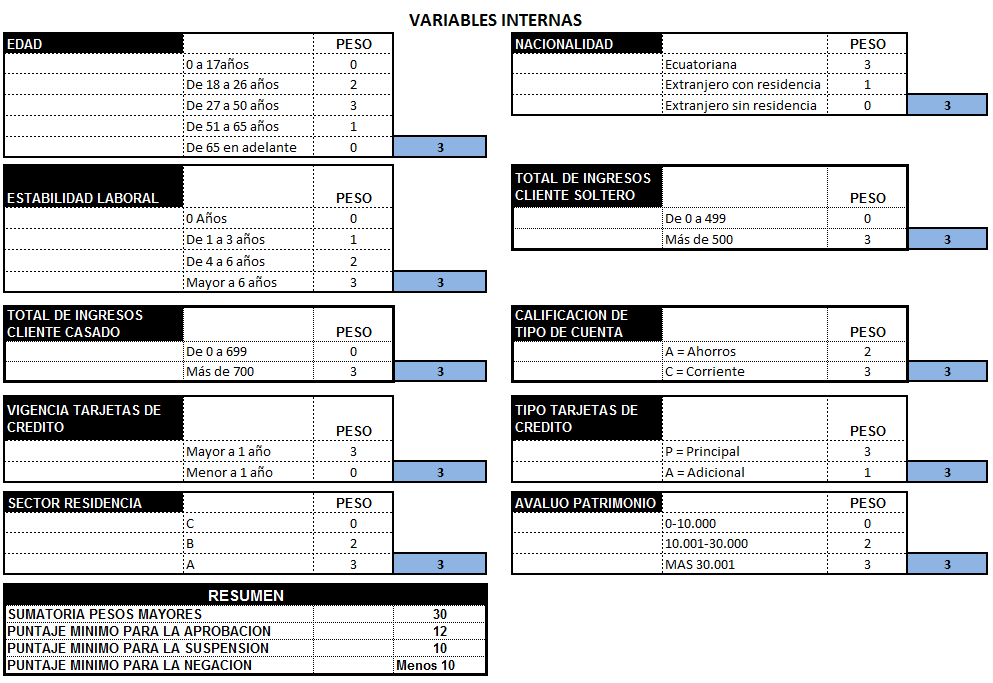 VARIABLES INTERNAS
EDAD PESO
0 a 17años 0
De 18 a 26 años 2
De 27 a 50 años 3
De 51 a 65 años 1
De 65 en adelante 0 3
NACIONALIDAD PESO
Ecuatoriana 3
Extranjero con residencia 1
Extranjero sin residencia 0 3
ESTABILIDAD LABORAL PESO
0 Años 0
De 1 a 3 años 1
De 4 a 6 años 2
Mayor a 6 años 3 3
TOTAL DE INGRESOS
CLIENTE SOLTERO PESO
De 0 a 499 0
Más de 500 3 3
TOTAL DE INGRESOS
CLIENTE CASADO PESO
De 0 a 699 0
Más de 700 3 3
CALIFICACION DE
TIPO DE CUENTA PESO
A = Ahorros 2
C = Corriente 3 3
VIGENCIA TARJETAS DE
CREDITO PESO
Mayor a 1 año 3
Menor a 1 año 0 3
TIPO TARJETAS DE
CREDITO PESO
P = Principal 3
A = Adicional 1 3
SECTOR RESIDENCIA PESO
C 0
B 2
A 3 3
AVALUO PATRIMONIO PESO
0-10.000 0
10.001-30.000 2
MAS 30.001 3 3
RESUMEN
SUMATORIA PESOS MAYORES 30
PUNTAJE MINIMO PARA LA APROBACION 12
PUNTAJE MINIMO PARA LA SUSPENSION 10
PUNTAJE MINIMO PARA LA NEGACION Menos 10